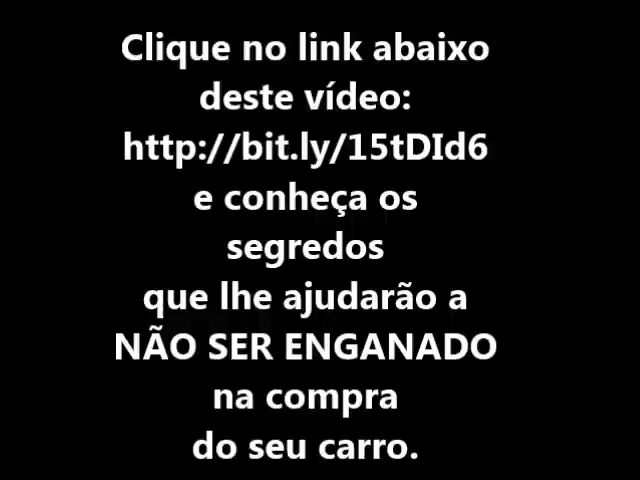 Clique no link abaixo
deste vídeo:
http://bit.ly/15tDId6
e conheça os
segredos
que lhe ajudarão a
NÃO SER ENGANADO
na compra
do seu carro.